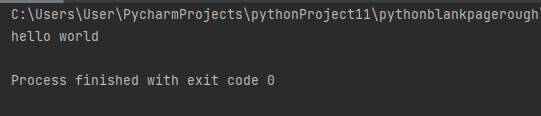 C:\Users\User\PycharmProjects\pythonProject11\pythonblankpagerough
hello world
Process finished with exit code 0